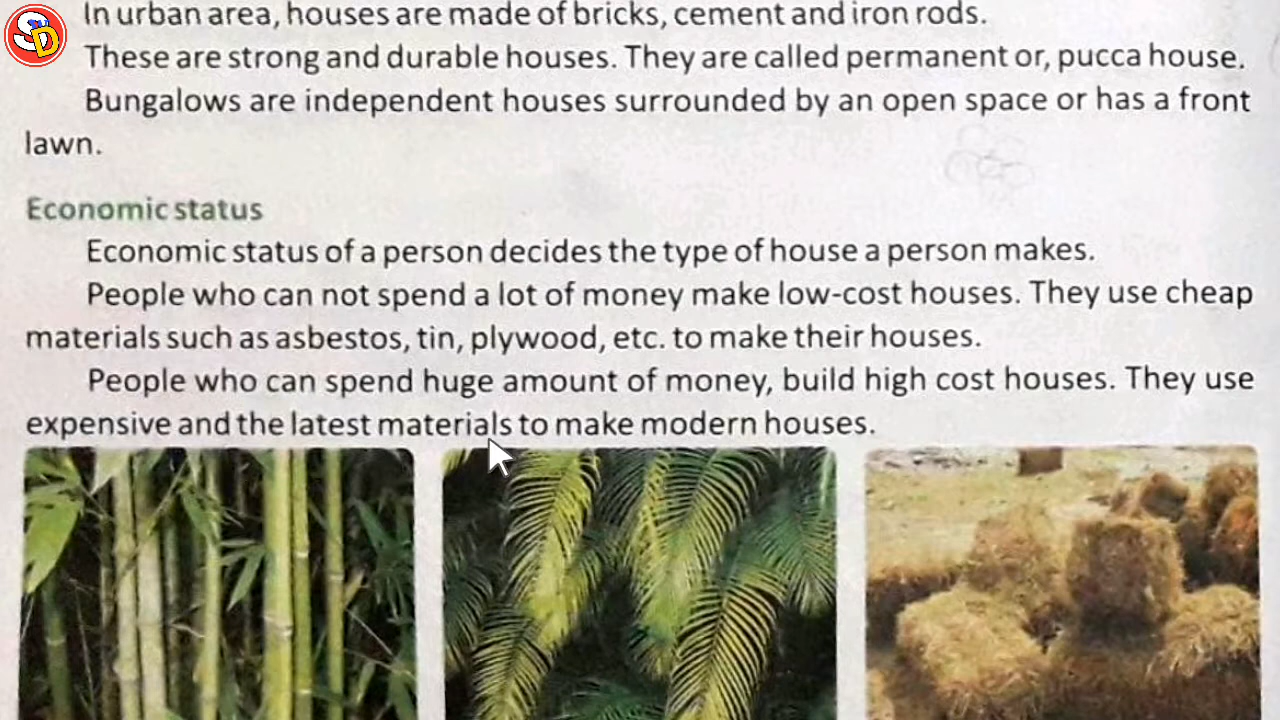 SD
In urban area, houses are made of bricks, cement and iron rods.
These are strong and durable houses. They are called permanent or, pucca house.
Bungalows are independent houses surrounded by an open space or has a front
lawn.
Economic status
Economic status of a person decides the type of house a person makes.
People who can not spend a lot of money make low-cost houses. They use cheap
materials such as asbestos, tin, plywood, etc. to make their houses.
People who can spend huge amount of money, build high cost houses. They use
expensive and the latest materials to make modern houses.